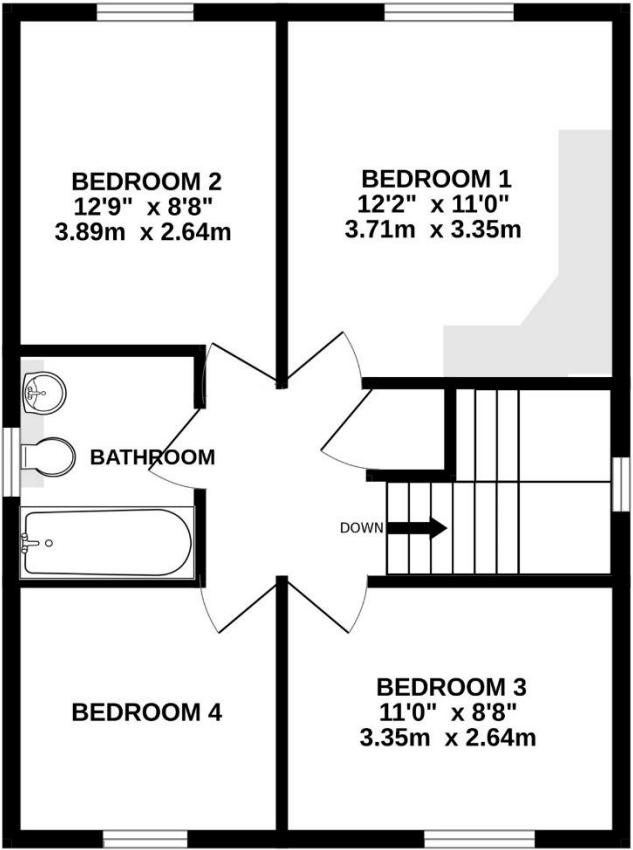 BEDROOM 2
12'9"  x 8'8"
3.89m  x 2.64m
BEDROOM 1
12'2"  x 11'0"
3.71m  x 3.35m
BATHROOM
DOWN
BEDROOM 4
BEDROOM 3
11'0"  x 8'8"
3.35m  x 2.64m